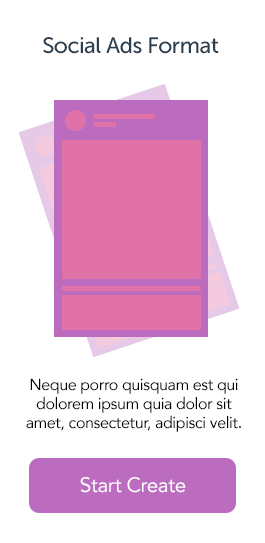 Social Ads Format
Neque porro quisquam est qui
dolorem ipsum quia dolor sit
amet, consectetur, adipisci velit.
Start Create